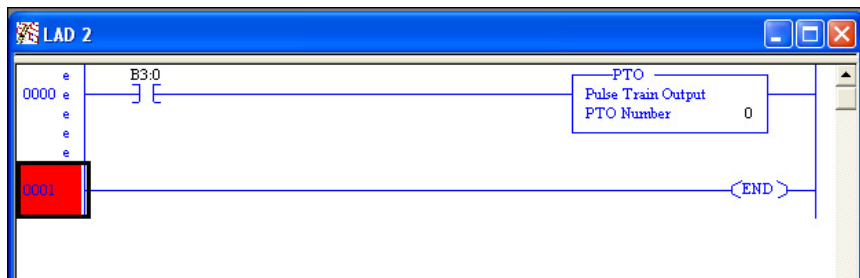 LAD 2
e
B3:0
PTO
0000 e
Pulse Train Output
e
PTO Number 0
e
e
0001
END